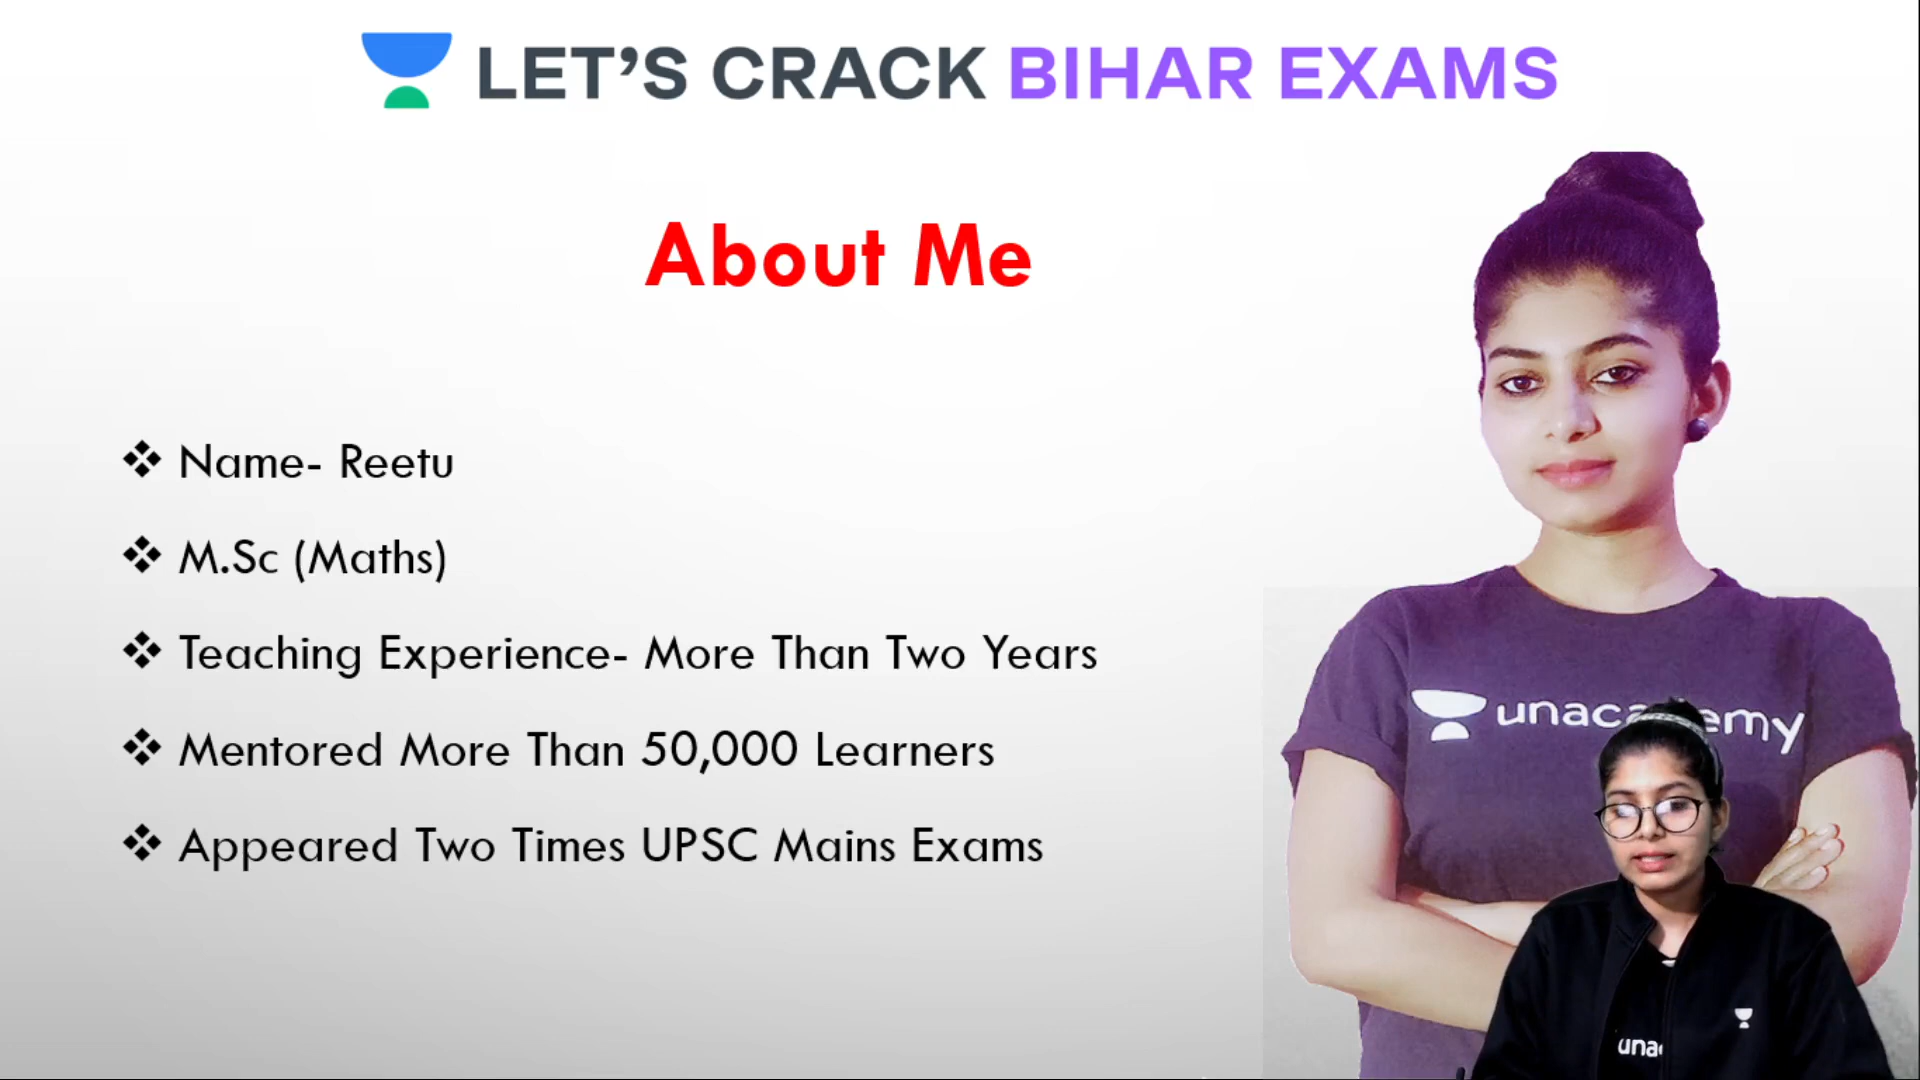 LET'S CRACK BIHAR EXAMS
About Me
Name- Reetu
M.Sc (Maths)
Teaching Experience- More Than Two Years
Mentored More Than 50,000 Learners
Appeared Two Times UPSC Mains Exams